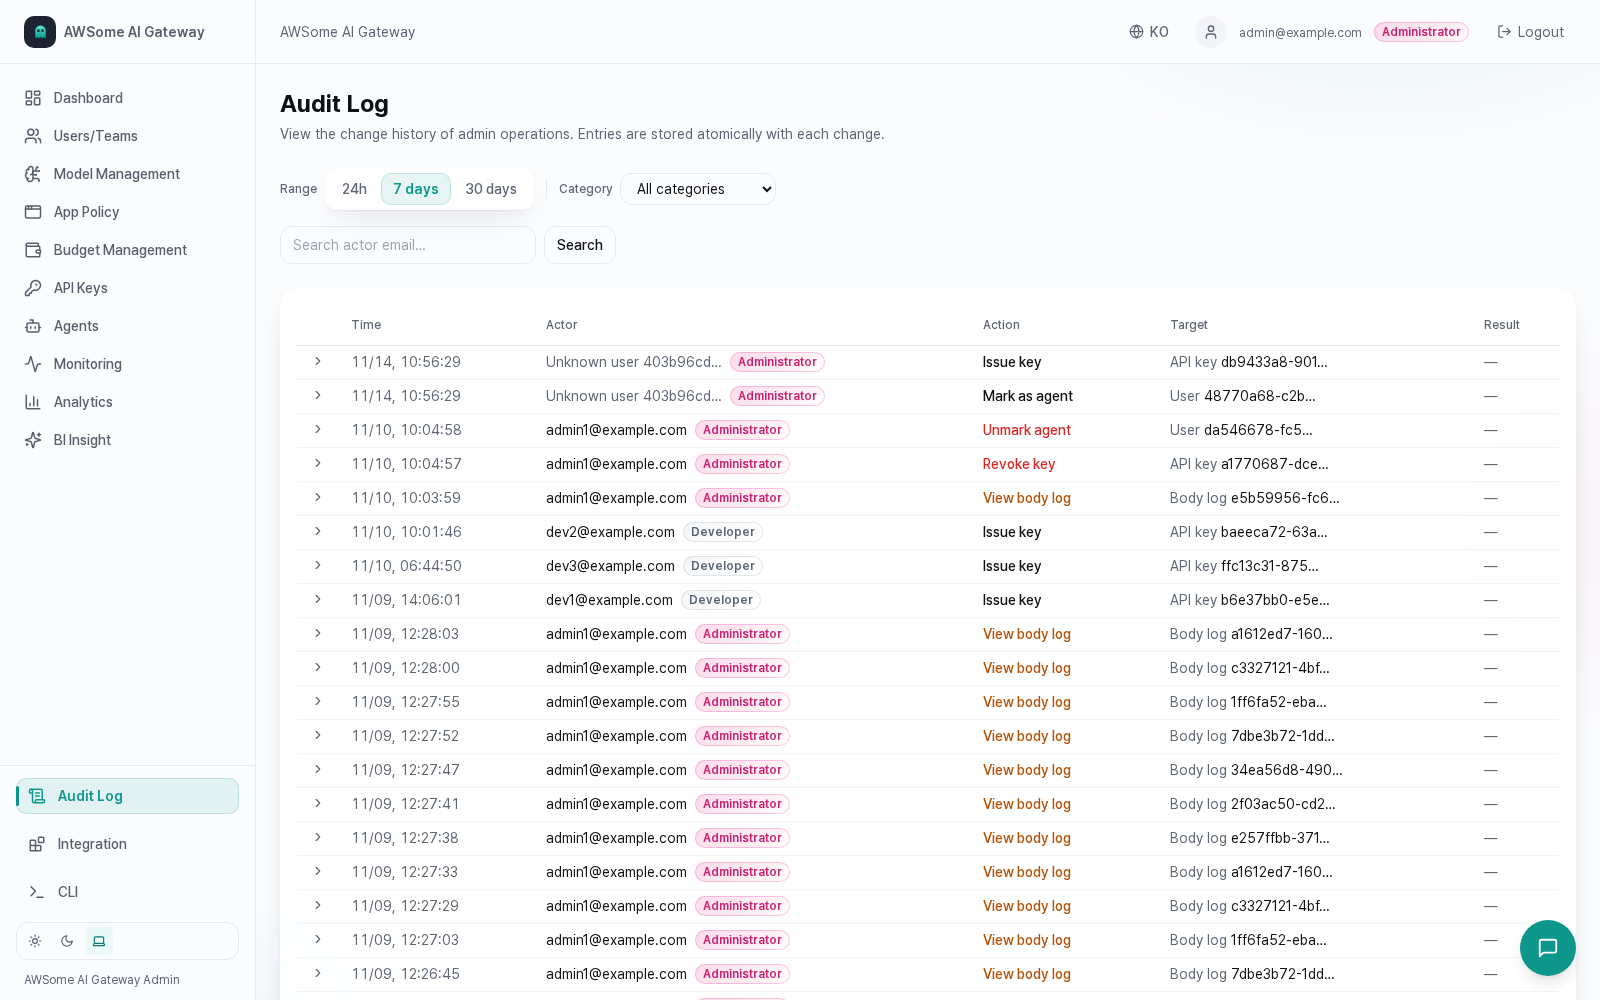 AWSome AI Gateway
AWSome AI Gateway
KO
admin@example.com
Administrator
Logout
Dashboard
Users/Teams
Model Management
App Policy
Budget Management
API Keys
Agents
Monitoring
Analytics
BI Insight
Audit Log
Integration
CLI
AWSome AI Gateway Admin
Audit Log
View the change history of admin operations. Entries are stored atomically with each change.
Range 24h 7 days 30 days Category All categories
Search actor email... Search
Time Actor Action Target Result
11/14, 10:56:29 Unknown user 403b96cd... Administrator Issue key API key db9433a8-901... —
11/14, 10:56:29 Unknown user 403b96cd... Administrator Mark as agent User 48770a68-c2b... —
11/10, 10:04:58 admin1@example.com Administrator Unmark agent User da546678-fc5... —
11/10, 10:04:57 admin1@example.com Administrator Revoke key API key a1770687-dce... —
11/10, 10:03:59 admin1@example.com Administrator View body log Body log e5b59956-fc6... —
11/10, 10:01:46 dev2@example.com Developer Issue key API key baeeca72-63a... —
11/10, 06:44:50 dev3@example.com Developer Issue key API key ffc13c31-875... —
11/09, 14:06:01 dev1@example.com Developer Issue key API key b6e37bb0-e5e... —
11/09, 12:28:03 admin1@example.com Administrator View body log Body log a1612ed7-160... —
11/09, 12:28:00 admin1@example.com Administrator View body log Body log c3327121-4bf... —
11/09, 12:27:55 admin1@example.com Administrator View body log Body log 1ff6fa52-eba... —
11/09, 12:27:52 admin1@example.com Administrator View body log Body log 7dbe3b72-1dd... —
11/09, 12:27:47 admin1@example.com Administrator View body log Body log 34ea56d8-490... —
11/09, 12:27:41 admin1@example.com Administrator View body log Body log 2f03ac50-cd2... —
11/09, 12:27:38 admin1@example.com Administrator View body log Body log e257ffbb-371... —
11/09, 12:27:33 admin1@example.com Administrator View body log Body log a1612ed7-160... —
11/09, 12:27:29 admin1@example.com Administrator View body log Body log c3327121-4bf... —
11/09, 12:27:03 admin1@example.com Administrator View body log Body log 1ff6fa52-eba... —
11/09, 12:26:45 admin1@example.com Administrator View body log Body log 7dbe3b72-1dd... —